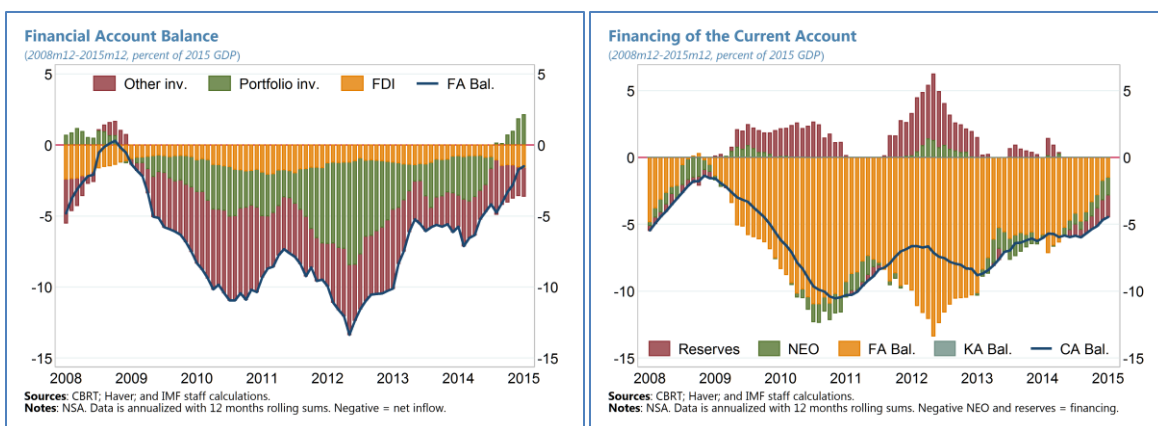 Financial Account Balance
(2008m12-2015m12, percent of 2015 GDP)
5 5
Other inv. Portfolio inv. FDI FA Bal.
0 0
-5 -5
-10 -10
-15 -15
2008 2009 2010 2011 2012 2013 2014 2015
Sources: CBRT; Haver; and IMF staff calculations.
Notes: NSA. Data is annualized with 12 months rolling sums. Negative = net inflow.
Financing of the Current Account
(2008m12-2015m12, percent of 2015 GDP)
5 5
0 0
-5 -5
-10 -10
Reserves NEO FA Bal. KA Bal. CA Bal.
-15 -15
2008 2009 2010 2011 2012 2013 2014 2015
Sources: CBRT; Haver; and IMF staff calculations.
Notes: NSA. Data is annualized with 12 months rolling sums. Negative NEO and reserves = financing.